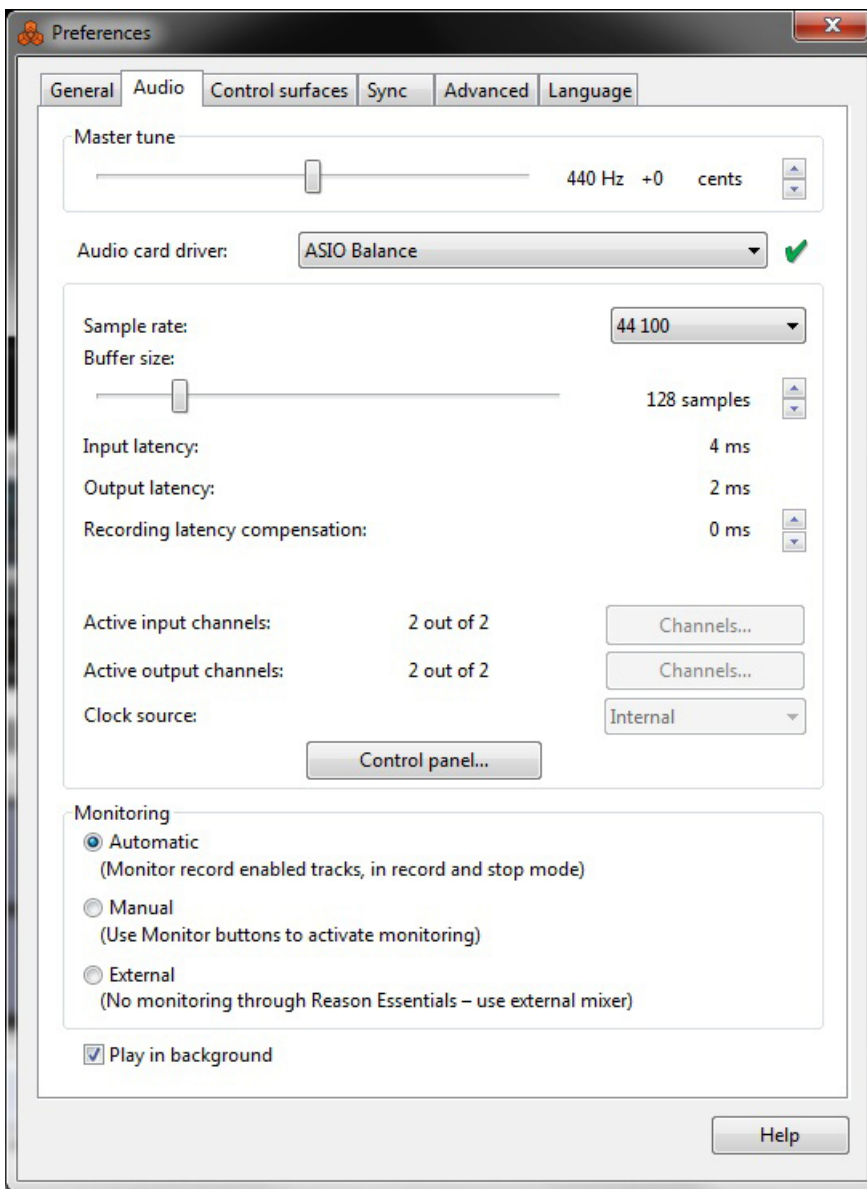 Preferences
General Audio Control surfaces Sync Advanced Language
Master tune
440 Hz +0 cents
Audio card driver: ASIO Balance
Sample rate: 44 100
Buffer size:
128 samples
Input latency: 4 ms
Output latency: 2 ms
Recording latency compensation: 0 ms
Active input channels: 2 out of 2 Channels...
Active output channels: 2 out of 2 Channels...
Clock source: Internal
Control panel...
Monitoring
Automatic
(Monitor record enabled tracks, in record and stop mode)
Manual
(Use Monitor buttons to activate monitoring)
External
(No monitoring through Reason Essentials – use external mixer)
Play in background
Help